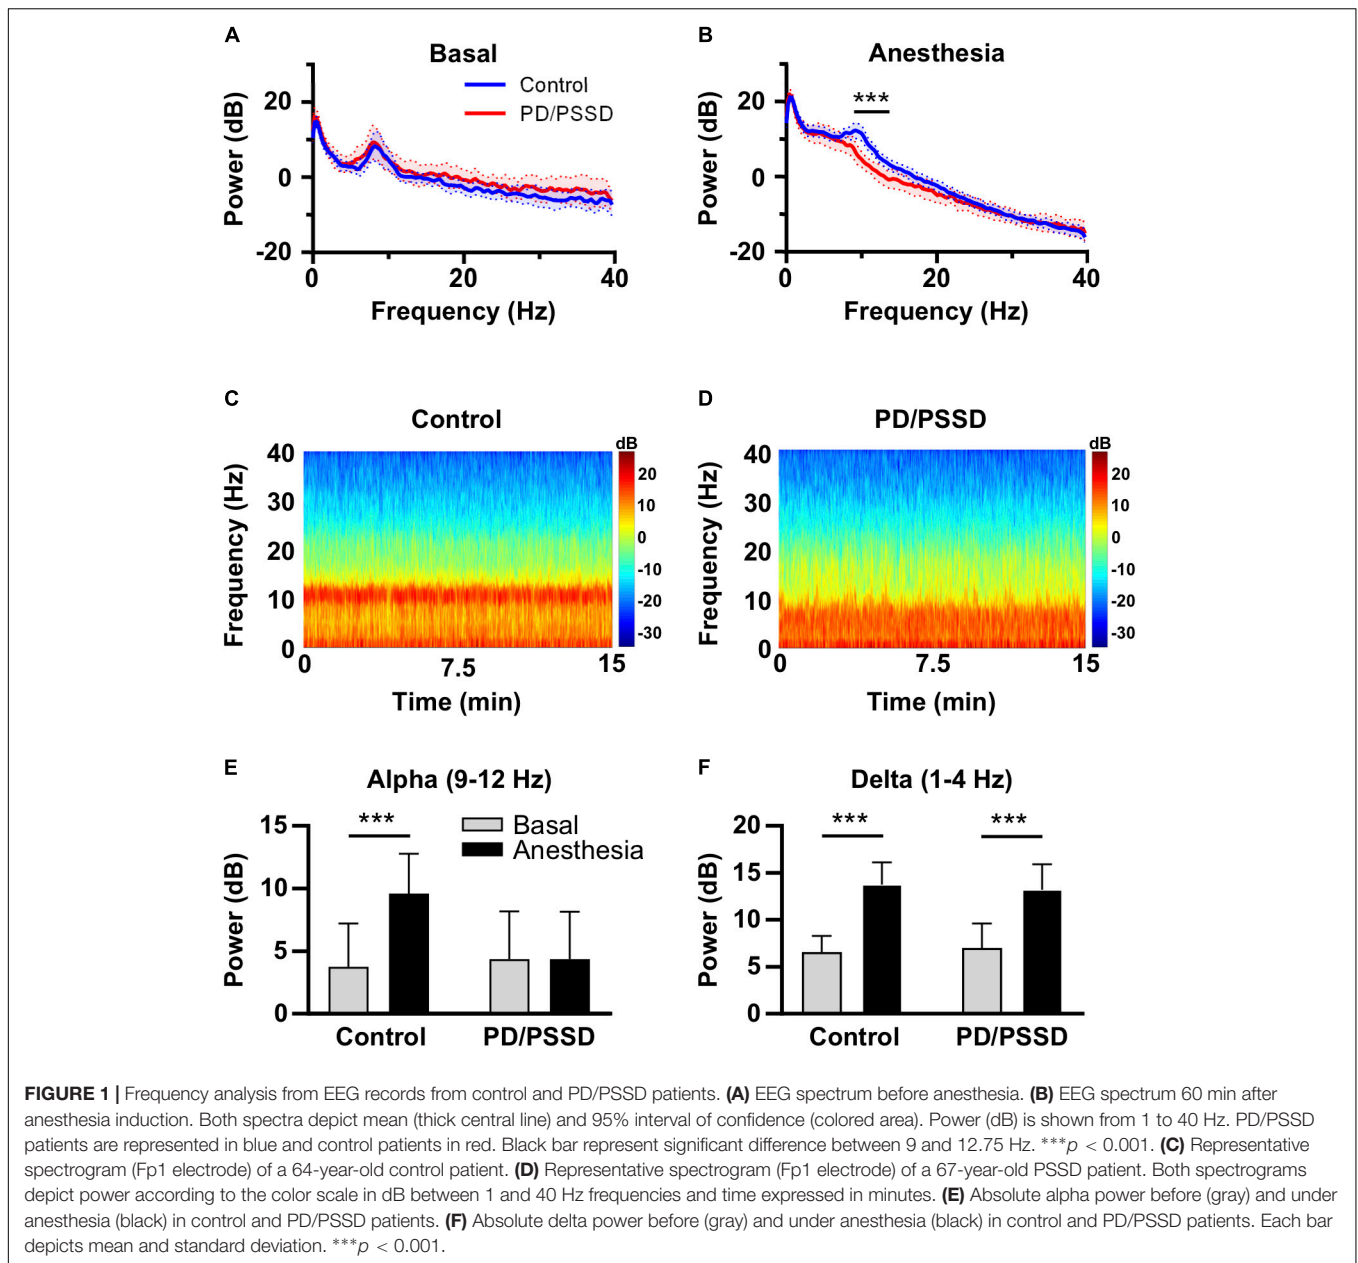 A
Basal
Control
PD/PSSD
Power (dB)
20
0
-20
0
20
40
Frequency (Hz)
B
Anesthesia
***
Power (dB)
20
0
-20
0
20
40
Frequency (Hz)
C
Control
dB
Frequency (Hz)
40
30
20
10
0
20
10
0
-10
-20
-30
0
7.5
15
Time (min)
D
PD/PSSD
dB
Frequency (Hz)
40
30
20
10
0
20
10
0
-10
-20
-30
0
7.5
15
Time (min)
E
Alpha (9-12 Hz)
***
Basal
Anesthesia
Power (dB)
15
10
5
0
Control
PD/PSSD
F
Delta (1-4 Hz)
***
***
Power (dB)
20
15
10
5
0
Control
PD/PSSD
FIGURE 1 | Frequency analysis from EEG records from control and PD/PSSD patients. (A) EEG spectrum before anesthesia. (B) EEG spectrum 60 min after
anesthesia induction. Both spectra depict mean (thick central line) and 95% interval of confidence (colored area). Power (dB) is shown from 1 to 40 Hz. PD/PSSD
patients are represented in blue and control patients in red. Black bar represent significant difference between 9 and 12.75 Hz. ***p < 0.001. (C) Representative
spectrogram (Fp1 electrode) of a 64-year-old control patient. (D) Representative spectrogram (Fp1 electrode) of a 67-year-old PSSD patient. Both spectrograms
depict power according to the color scale in dB between 1 and 40 Hz frequencies and time expressed in minutes. (E) Absolute alpha power before (gray) and under
anesthesia (black) in control and PD/PSSD patients. (F) Absolute delta power before (gray) and under anesthesia (black) in control and PD/PSSD patients. Each bar
depicts mean and standard deviation. ***p < 0.001.